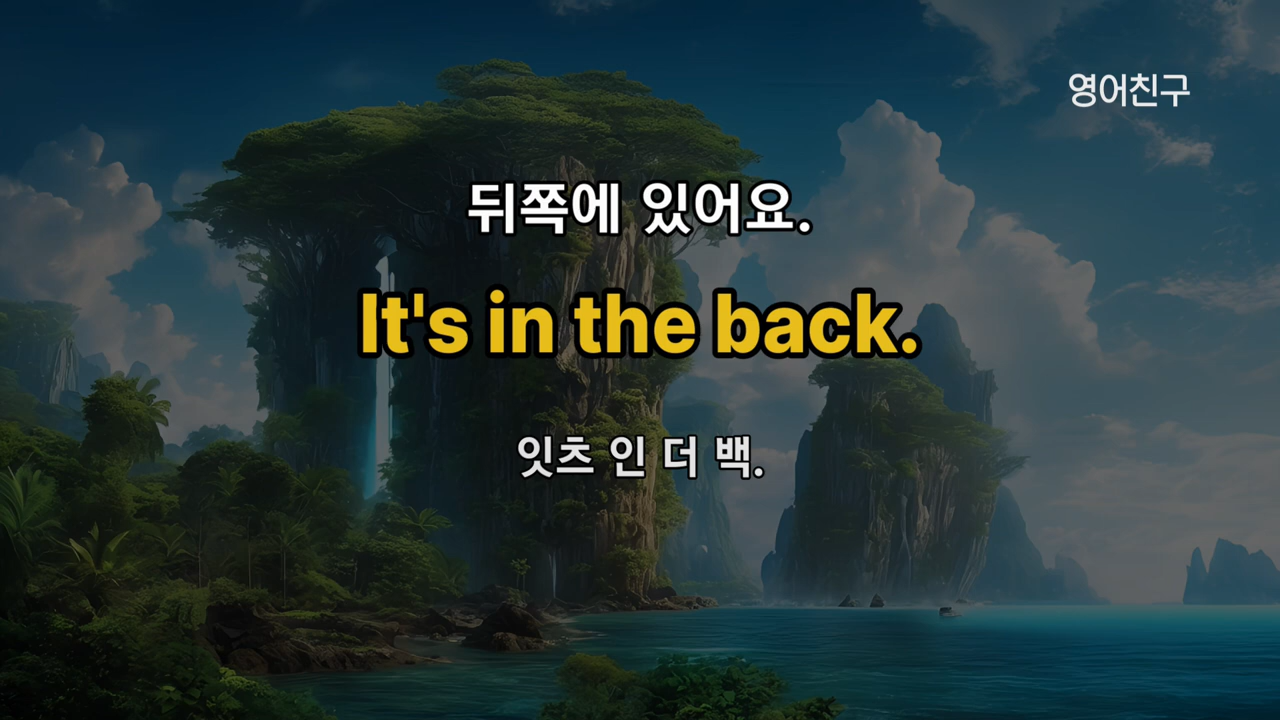 영어친구
뒤쪽에 있어요.
It's in the back.
잇츠 인 더 백.